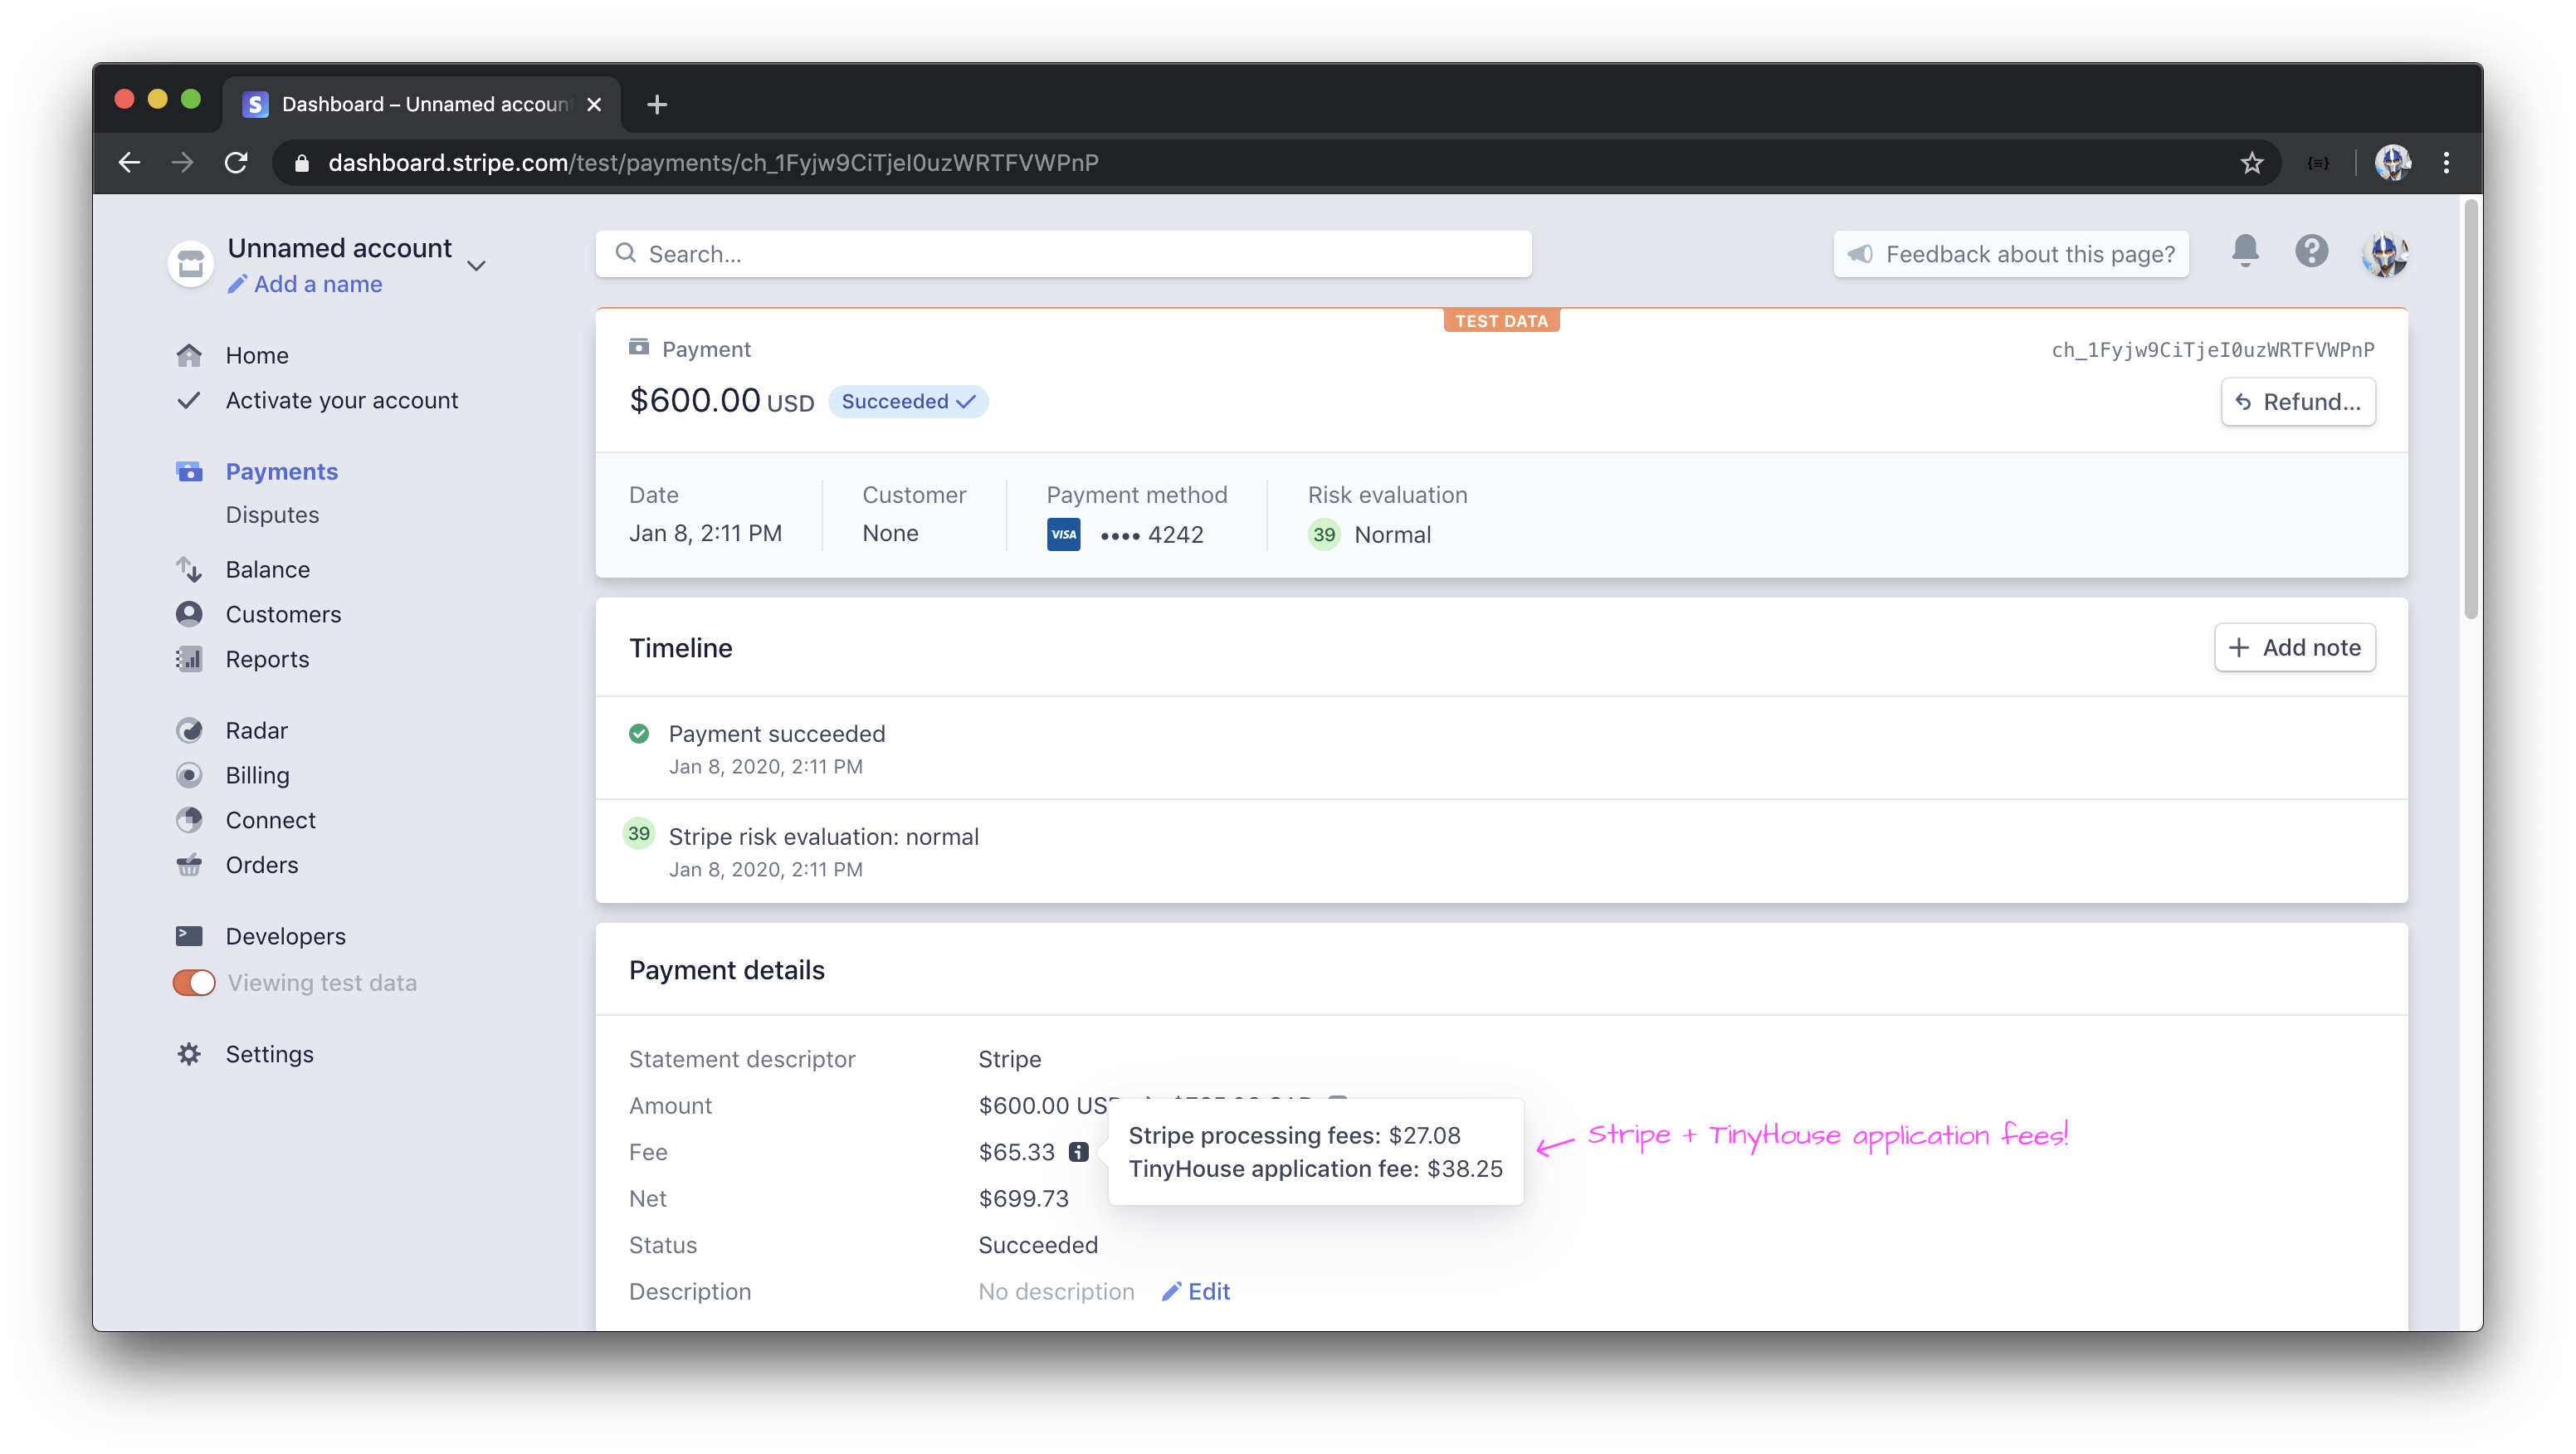 Dashboard – Unnamed accoun
dashboard.stripe.com/test/payments/ch_1Fyjw9CiTjeI0uzWRTFVWPnP
Unnamed account
Add a name
Search...
Feedback about this page?
Home
Activate your account
Payments
Disputes
Balance
Customers
Reports
Radar
Billing
Connect
Orders
Developers
Viewing test data
Settings
TEST DATA
Payment
ch_1Fyjw9CiTjeI0uzWRTFVWPnP
$600.00 USD Succeeded
Refund...
Date Customer Payment method Risk evaluation
Jan 8, 2:11 PM None VISA •••• 4242 39 Normal
Timeline
Add note
Payment succeeded
Jan 8, 2020, 2:11 PM
39 Stripe risk evaluation: normal
Jan 8, 2020, 2:11 PM
Payment details
Statement descriptor Stripe
Amount $600.00 USD
Fee $65.33
Stripe processing fees: $27.08
TinyHouse application fee: $38.25
Stripe + TinyHouse application fees!
Net $699.73
Status Succeeded
Description No description Edit